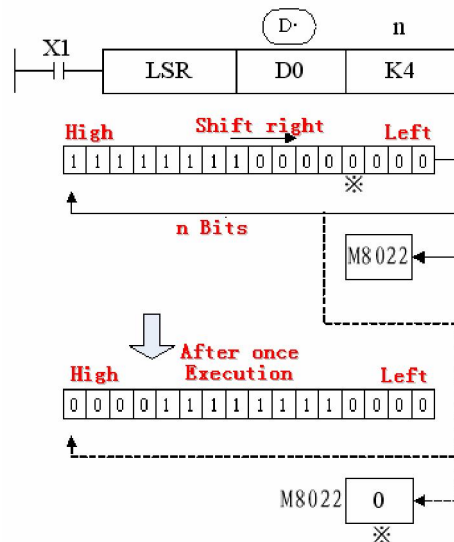 D· n
X1 LSR D0 K4
High Shift right Left
1 1 1 1 1 1 1 1 0 0 0 0 0 0 0 0
※
n Bits
M8022
After once
High Execution Left
0 0 0 0 1 1 1 1 1 1 1 1 0 0 0 0
M8022 0
※